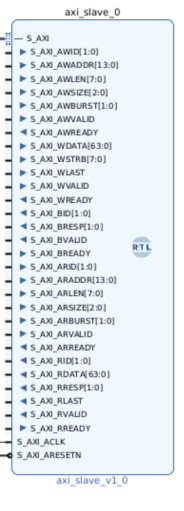 axi_slave_0
S_AXI
S_AXI_AWID[1:0]
S_AXI_AWADDR[13:0]
S_AXI_AWLEN[7:0]
S_AXI_AWSIZE[2:0]
S_AXI_AWBURST[1:0]
S_AXI_AWVALID
S_AXI_AWREADY
S_AXI_WDATA[63:0]
S_AXI_WSTRB[7:0]
S_AXI_WLAST
S_AXI_WVALID
S_AXI_WREADY
S_AXI_BID[1:0]
S_AXI_BRESP[1:0]
S_AXI_BVALID
S_AXI_BREADY
RTL
S_AXI_ARID[1:0]
S_AXI_ARADDR[13:0]
S_AXI_ARLEN[7:0]
S_AXI_ARSIZE[2:0]
S_AXI_ARBURST[1:0]
S_AXI_ARVALID
S_AXI_ARREADY
S_AXI_RID[1:0]
S_AXI_RDATA[63:0]
S_AXI_RRESP[1:0]
S_AXI_RLAST
S_AXI_RVALID
S_AXI_RREADY
S_AXI_ACLK
S_AXI_ARESETN
axi_slave_v1_0